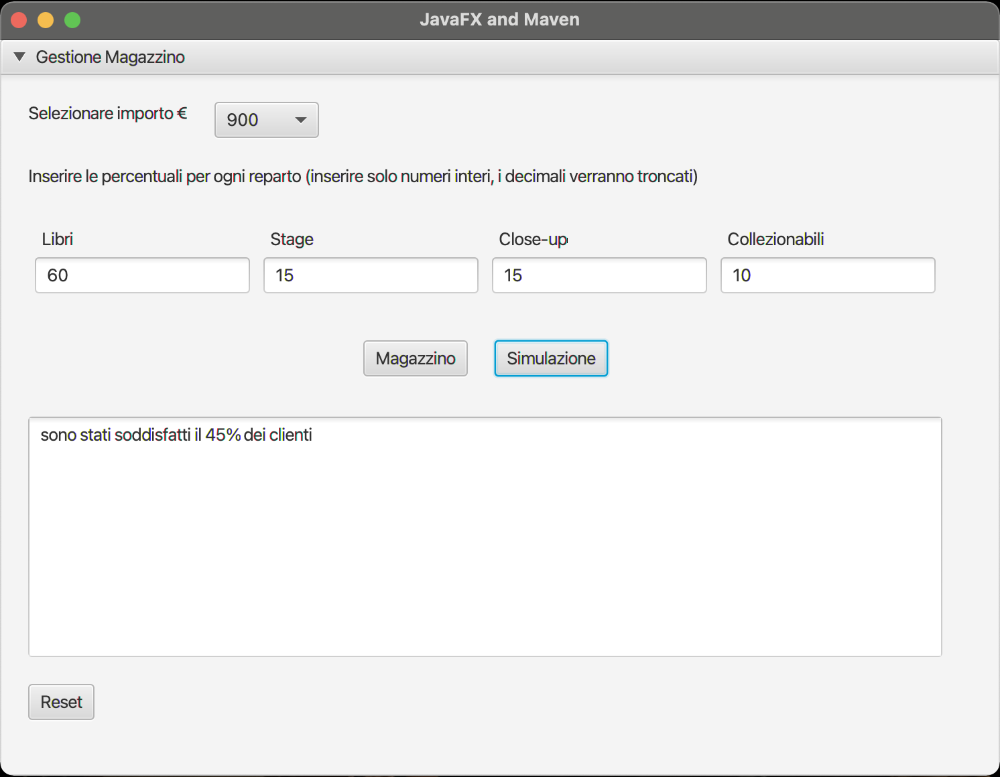 JavaFX and Maven
Gestione Magazzino
Selezionare importo €
900
Inserire le percentuali per ogni reparto (inserire solo numeri interi, i decimali verranno troncati)
Libri Stage Close-up Collezionabili
60 15 15 10
Magazzino Simulazione
sono stati soddisfatti il 45% dei clienti
Reset